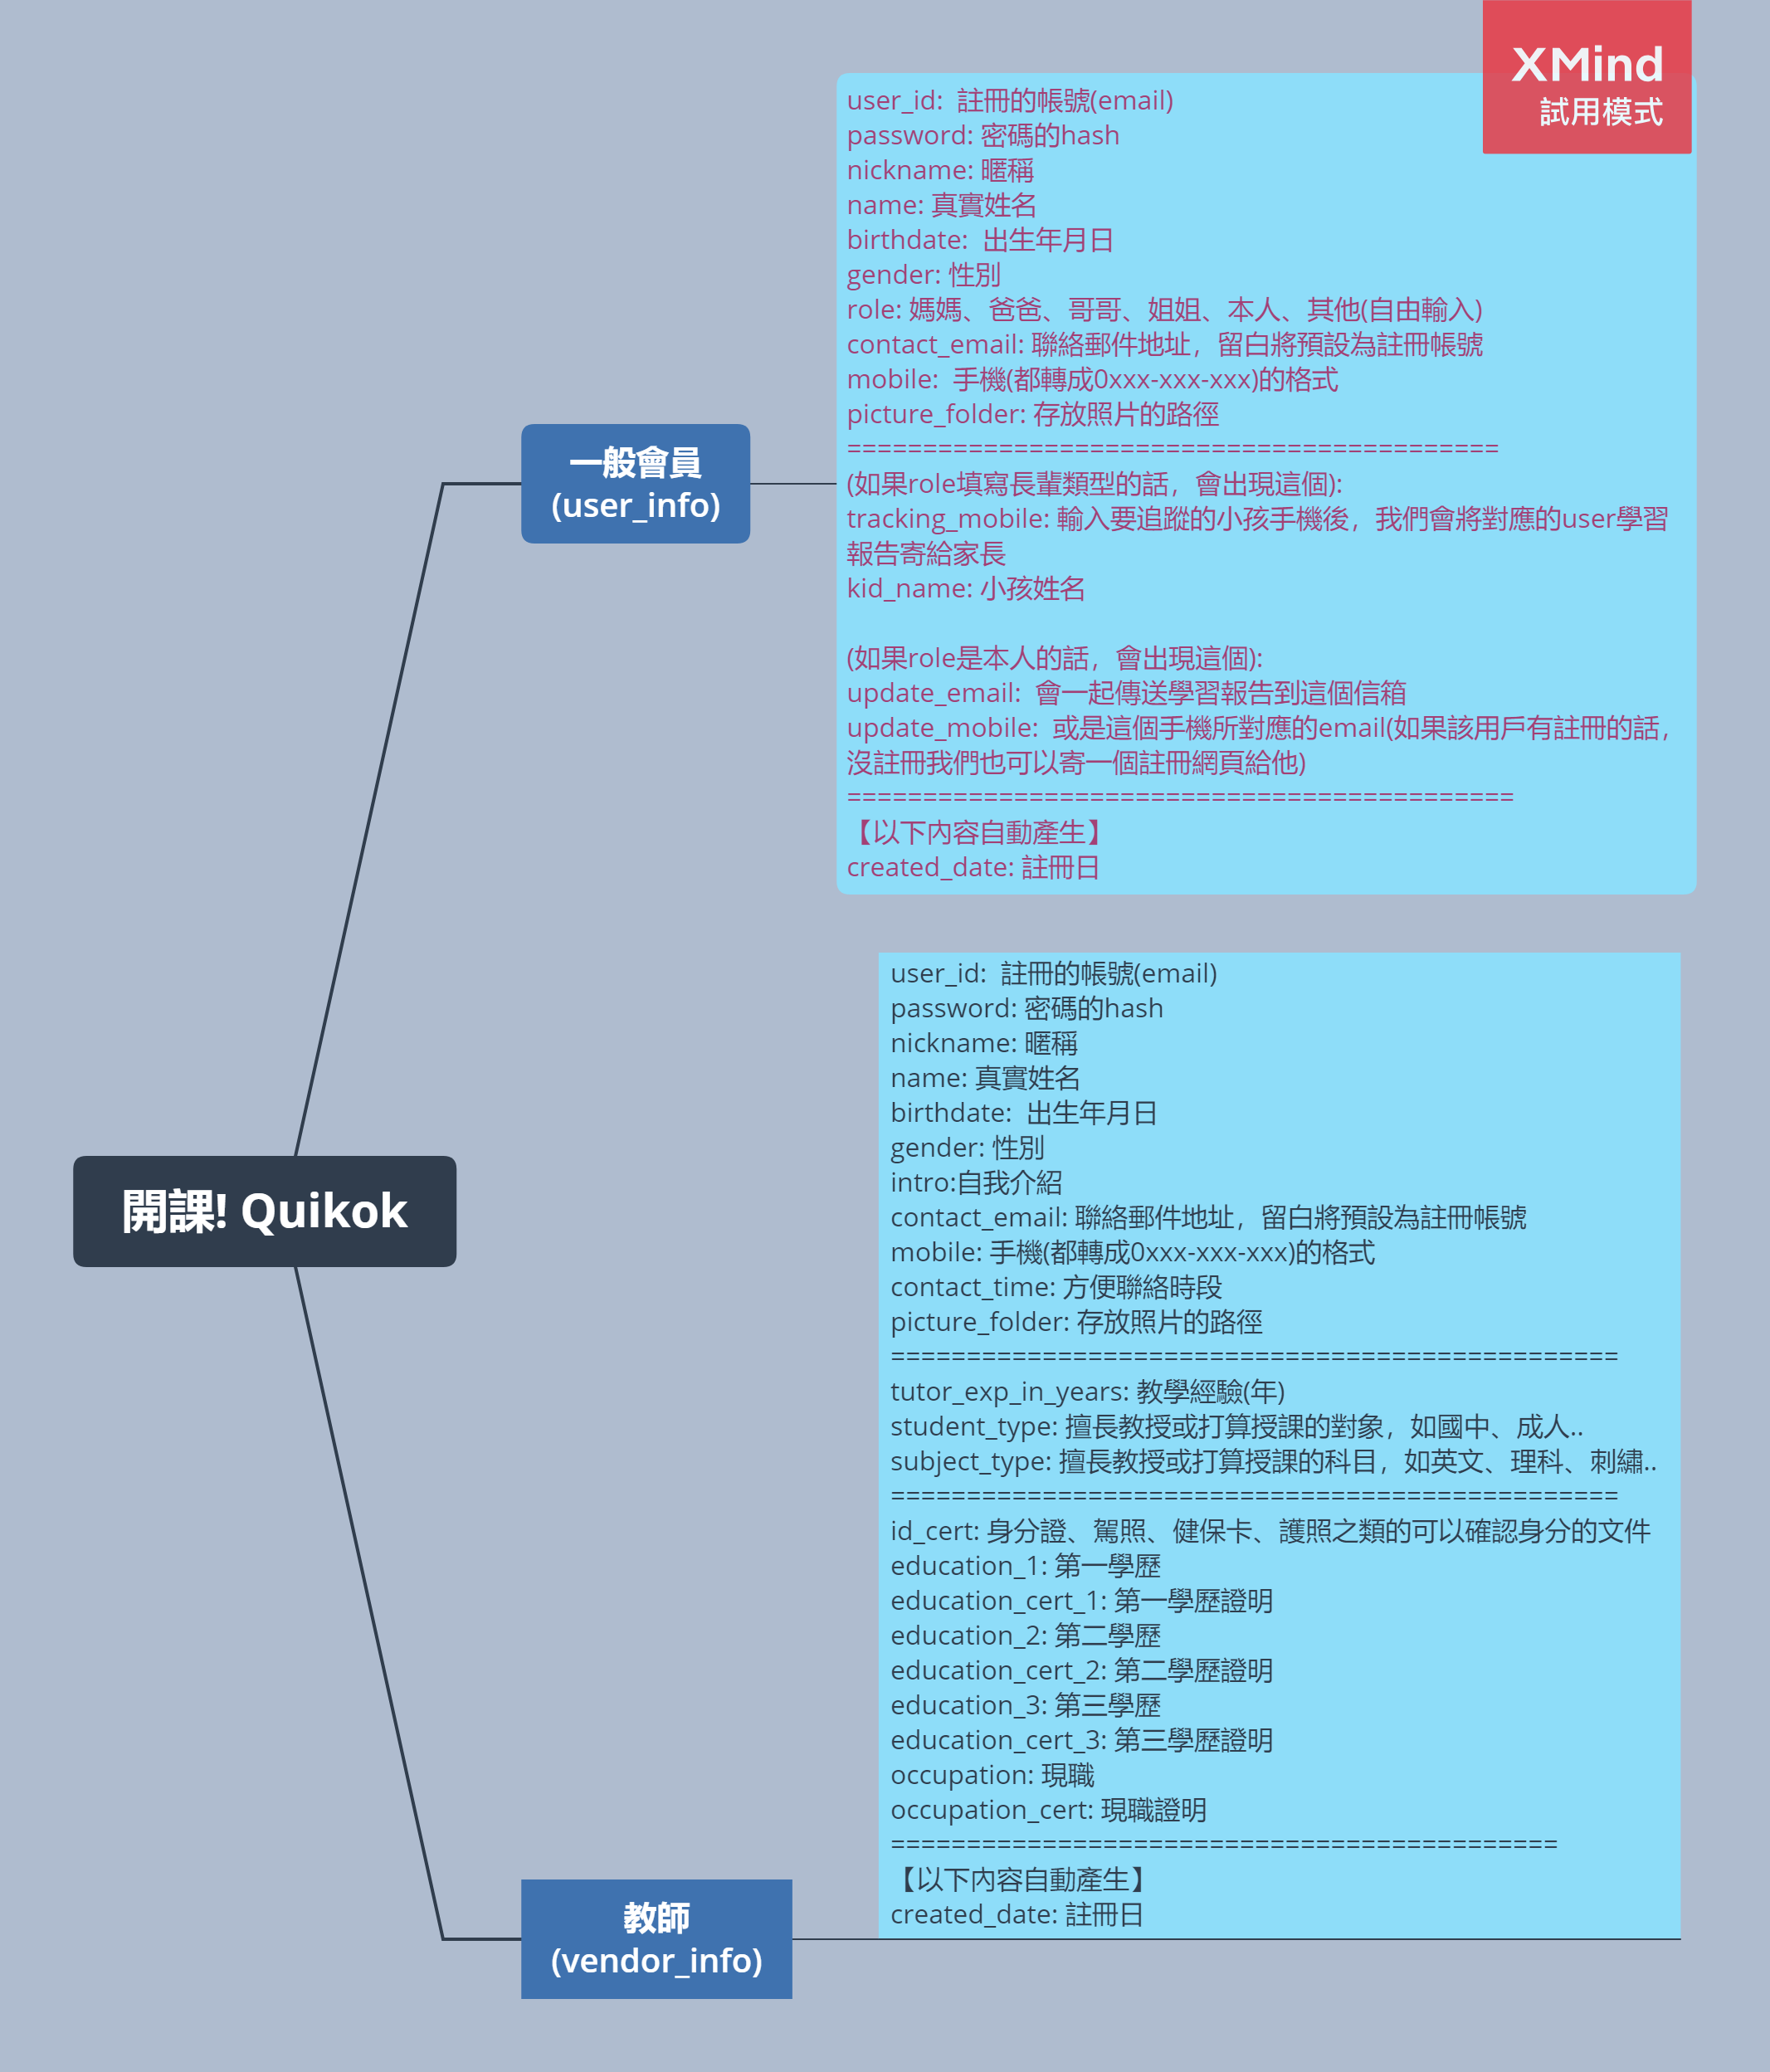 XMind
試用模式
user_id:  註冊的帳號(email)
password: 密碼的hash
nickname: 暱稱
name: 真實姓名
birthdate:  出生年月日
gender: 性別
role: 媽媽、爸爸、哥哥、姐姐、本人、其他(自由輸入)
contact_email: 聯絡郵件地址，留白將預設為註冊帳號
mobile:  手機(都轉成0xxx-xxx-xxx)的格式
picture_folder: 存放照片的路徑
===========================================
(如果role填寫長輩類型的話，會出現這個):
tracking_mobile: 輸入要追蹤的小孩手機後，我們會將對應的user學習
報告寄給家長
kid_name: 小孩姓名
(如果role是本人的話，會出現這個):
update_email:  會一起傳送學習報告到這個信箱
update_mobile:  或是這個手機所對應的email(如果該用戶有註冊的話，
沒註冊我們也可以寄一個註冊網頁給他)
============================================
【以下內容自動產生】
created_date: 註冊日
一般會員
(user_info)
開課! Quikok
user_id:  註冊的帳號(email)
password: 密碼的hash
nickname: 暱稱
name: 真實姓名
birthdate:  出生年月日
gender: 性別
intro:自我介紹
contact_email: 聯絡郵件地址，留白將預設為註冊帳號
mobile: 手機(都轉成0xxx-xxx-xxx)的格式
contact_time: 方便聯絡時段
picture_folder: 存放照片的路徑
================================================
tutor_exp_in_years: 教學經驗(年)
student_type: 擅長教授或打算授課的對象，如國中、成人..
subject_type: 擅長教授或打算授課的科目，如英文、理科、刺繡..
================================================
id_cert: 身分證、駕照、健保卡、護照之類的可以確認身分的文件
education_1: 第一學歷
education_cert_1: 第一學歷證明
education_2: 第二學歷
education_cert_2: 第二學歷證明
education_3: 第三學歷
education_cert_3: 第三學歷證明
occupation: 現職
occupation_cert: 現職證明
============================================
【以下內容自動產生】
created_date: 註冊日
教師
(vendor_info)